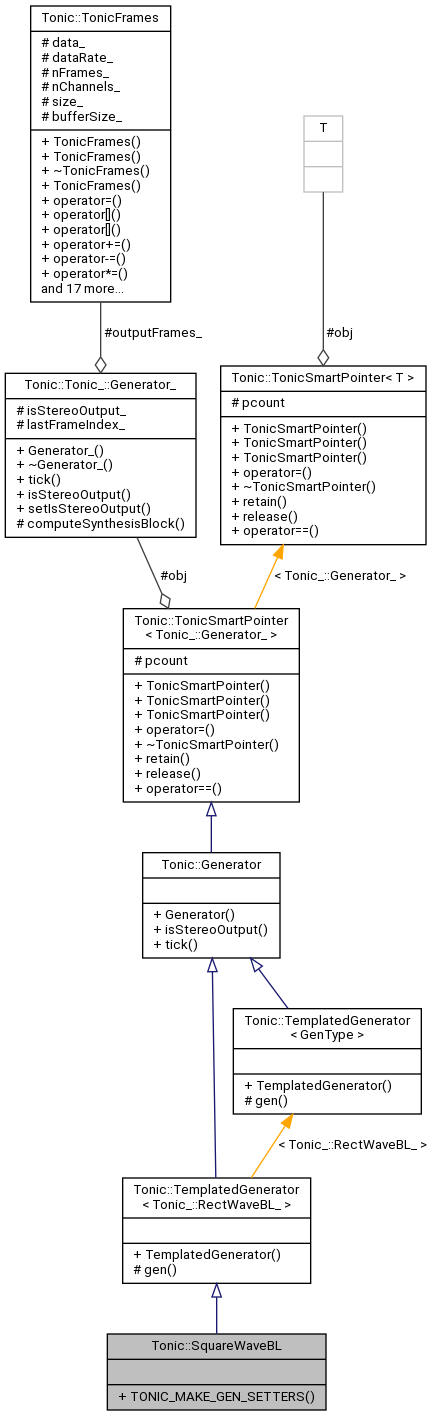 Tonic::TonicFrames
# data_
# dataRate_
# nFrames_
# nChannels_
# size_
# bufferSize_
+ TonicFrames()
+ TonicFrames()
+ ~TonicFrames()
+ TonicFrames()
+ operator=()
+ operator[]()
+ operator[]()
+ operator+=()
+ operator-=()
+ operator*=()
and 17 more...
T
#outputFrames_
#obj
Tonic::Tonic_::Generator_
# isStereoOutput_
# lastFrameIndex_
+ Generator_()
+ ~Generator_()
+ tick()
+ isStereoOutput()
+ setIsStereoOutput()
# computeSynthesisBlock()
Tonic::TonicSmartPointer< T >
# pcount
+ TonicSmartPointer()
+ TonicSmartPointer()
+ TonicSmartPointer()
+ operator=()
+ ~TonicSmartPointer()
+ retain()
+ release()
+ operator==()
#obj
< Tonic_::Generator_ >
Tonic::TonicSmartPointer
< Tonic_::Generator_ >
# pcount
+ TonicSmartPointer()
+ TonicSmartPointer()
+ TonicSmartPointer()
+ operator=()
+ ~TonicSmartPointer()
+ retain()
+ release()
+ operator==()
Tonic::Generator
+ Generator()
+ isStereoOutput()
+ tick()
Tonic::TemplatedGenerator
< GenType >
+ TemplatedGenerator()
# gen()
< Tonic_::RectWaveBL_ >
Tonic::TemplatedGenerator
< Tonic_::RectWaveBL_ >
+ TemplatedGenerator()
# gen()
Tonic::SquareWaveBL
+ TONIC_MAKE_GEN_SETTERS()